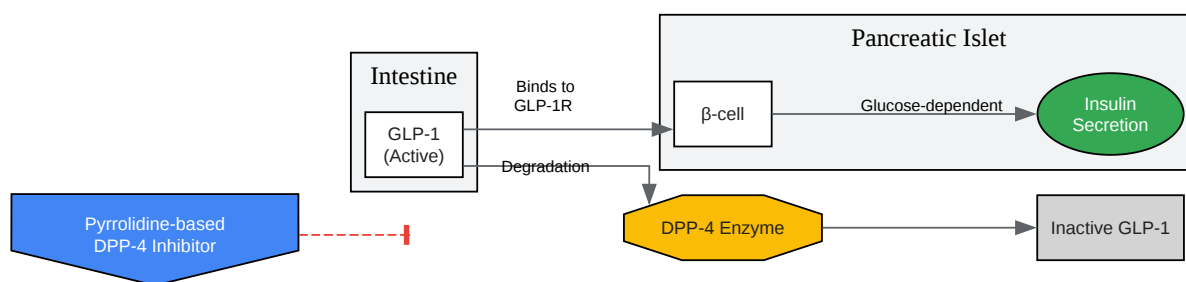 Pancreatic Islet
Intestine
Binds to
GLP-1R
GLP-1
(Active)
β-cell
Glucose-dependent
Insulin
Secretion
Degradation
Pyrrolidine-based
DPP-4 Inhibitor
DPP-4 Enzyme
Inactive GLP-1